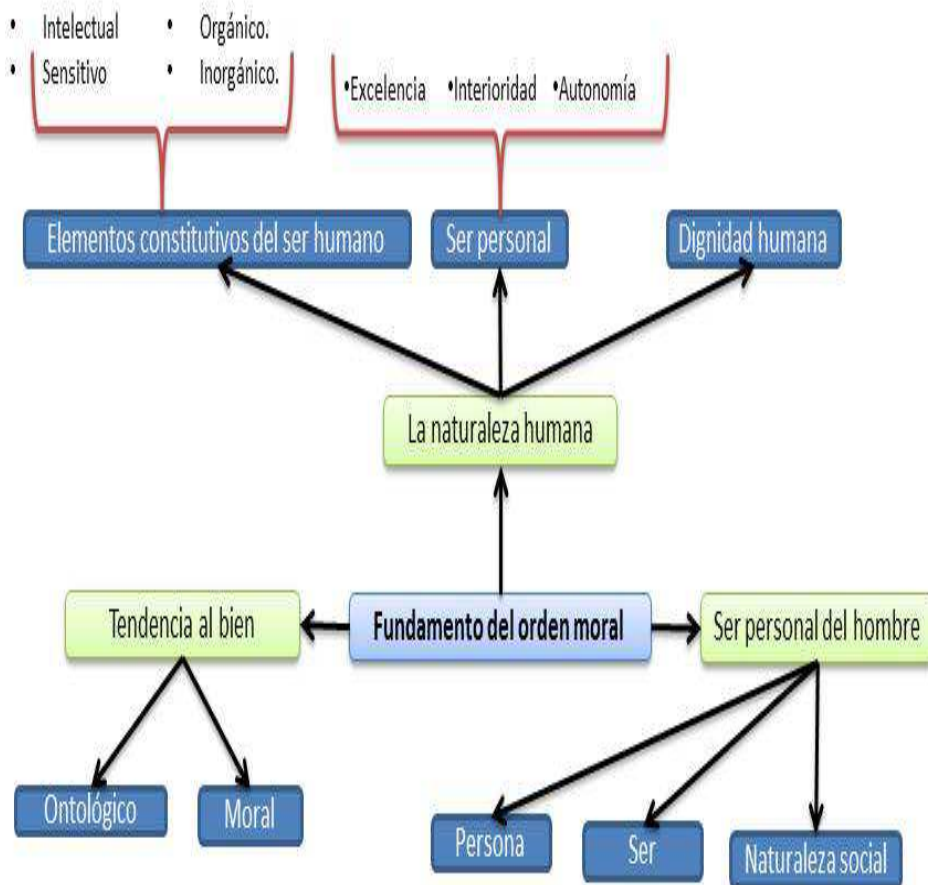 • Intelectual • Orgánico.
• Sensitivo • Inorgánico.
•Excelencia •Interioridad •Autonomía
Elementos constitutivos del ser humano
Ser personal
Dignidad humana
La naturaleza humana
Tendencia al bien
Fundamento del orden moral
Ser personal del hombre
Ontológico
Moral
Persona
Ser
Naturaleza social